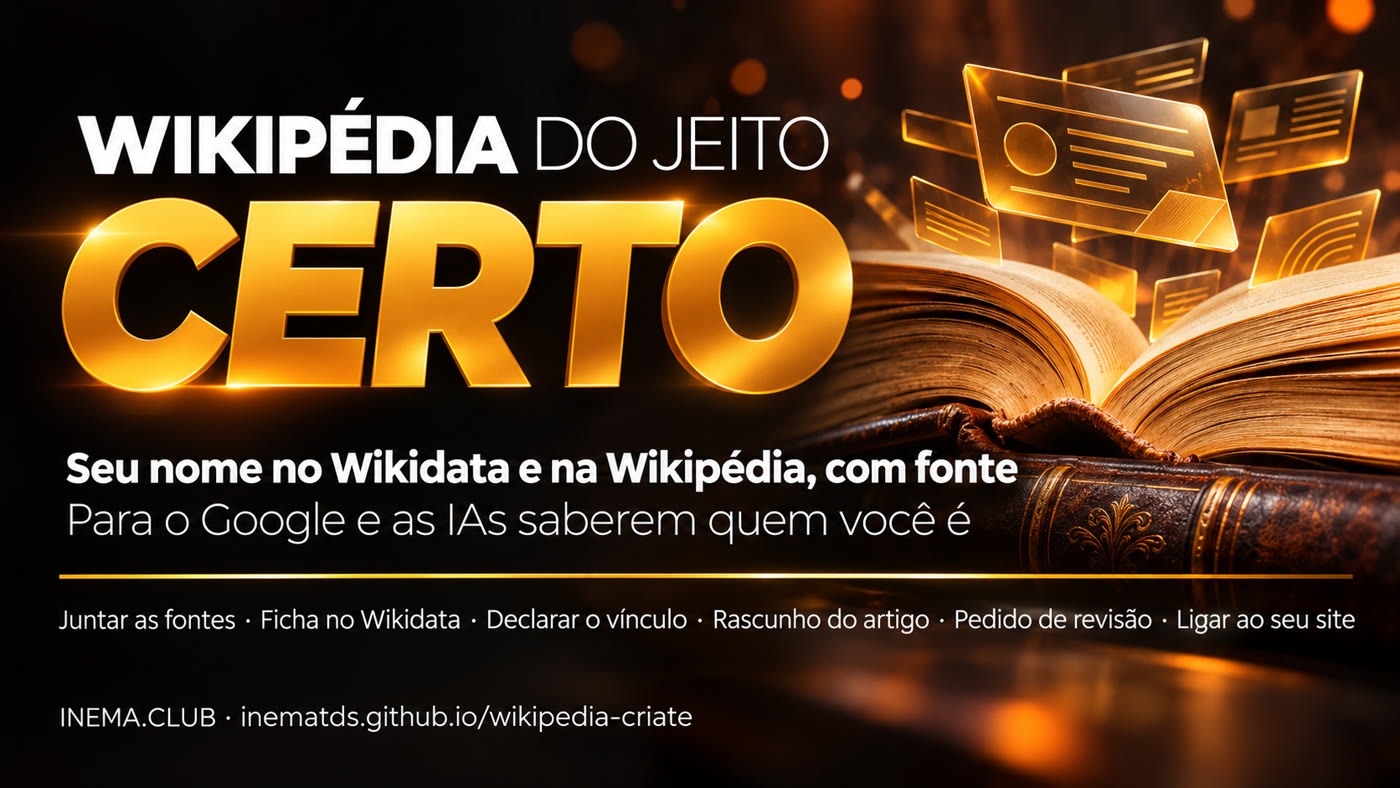 WIKIPÉDIA DO JEITO
CERTO
Seu nome no Wikidata e na Wikipédia, com fonte
Para o Google e as IAs saberem quem você é
Juntar as fontes · Ficha no Wikidata · Declarar o vínculo · Rascunho do artigo · Pedido de revisão · Ligar ao seu site
INEMA.CLUB · inematds.github.io/wikipedia-criate